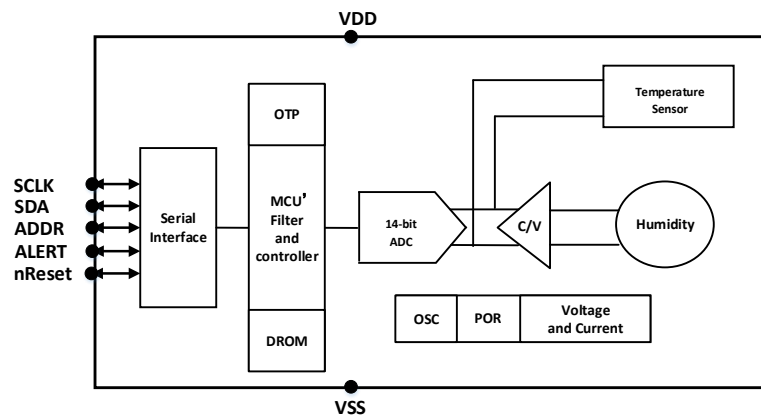 VDD
Temperature
Sensor
OTP
SCLK
SDA
ADDR
ALERT
nReset
Serial
Interface
MCU'
Filter
and
controller
14-bit
ADC
C/V
Humidity
OSC
POR
Voltage
and Current
DROM
VSS